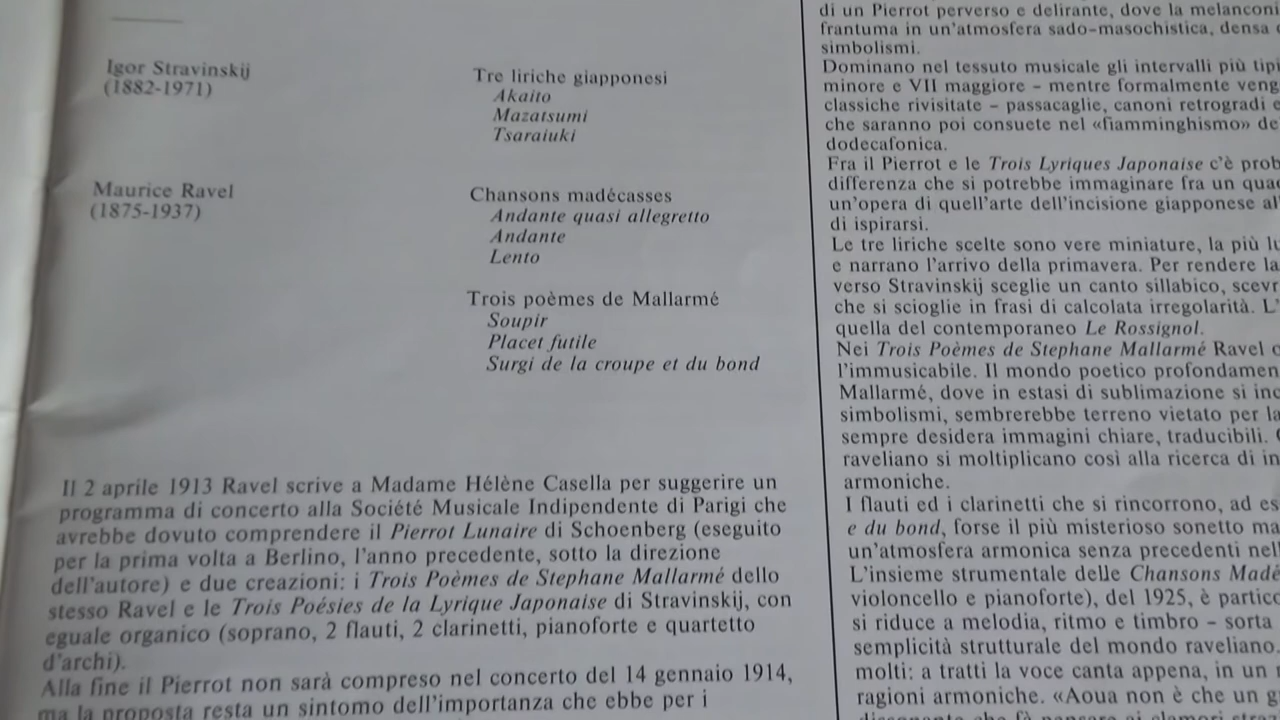 Igor Stravinskij
(1882-1971)
Tre liriche giapponesi
Akaito
Mazatsumi
Tsaraiuki
Maurice Ravel
(1875-1937)
Chansons madécasses
Andante quasi allegretto
Andante
Lento
Trois poèmes de Mallarmé
Soupir
Placet futile
Surgi de la croupe et du bond
Il 2 aprile 1913 Ravel scrive a Madame Hélène Casella per suggerire un
programma di concerto alla Société Musicale Indipendente di Parigi che
avrebbe dovuto comprendere il Pierrot Lunaire di Schoenberg (eseguito
per la prima volta a Berlino, l'anno precedente, sotto la direzione
dell'autore) e due creazioni: i Trois Poèmes de Stephane Mallarmé dello
stesso Ravel e le Trois Poésies de la Lyrique Japonaise di Stravinskij, con
eguale organico (soprano, 2 flauti, 2 clarinetti, pianoforte e quartetto
d'archi).
Alla fine il Pierrot non sarà compreso nel concerto del 14 gennaio 1914,
ma la proposta resta un sintomo dell'importanza che ebbe per i
di un Pierrot perverso e delirante, dove la melanconi
frantuma in un'atmosfera sado-masochistica, densa
simbolismi.
Dominano nel tessuto musicale gli intervalli più tipi
minore e VII maggiore - mentre formalmente veng
classiche rivisitate - passacaglie, canoni retrogradi e
che saranno poi consuete nel «fiamminghismo» de
dodecafonica.
Fra il Pierrot e le Trois Lyriques Japonaise c'è prob
differenza che si potrebbe immaginare fra un qua
un'opera di quell'arte dell'incisione giapponese al
di ispirarsi.
Le tre liriche scelte sono vere miniature, la più lu
e narrano l'arrivo della primavera. Per rendere la
verso Stravinskij sceglie un canto sillabico, scevr
che si scioglie in frasi di calcolata irregolarità. L'
quella del contemporaneo Le Rossignol.
Nei Trois Poèmes de Stephane Mallarmé Ravel
l'immusicabile. Il mondo poetico profondamen
Mallarmé, dove in estasi di sublimazione si inc
simbolismi, sembrerebbe terreno vietato per la
sempre desidera immagini chiare, traducibili.
raveliano si moltiplicano così alla ricerca di in
armoniche.
I flauti ed i clarinetti che si rincorrono, ad es
e du bond, forse il più misterioso sonetto ma
un'atmosfera armonica senza precedenti nell
L'insieme strumentale delle Chansons Madé
violoncello e pianoforte), del 1925, è partico
si riduce a melodia, ritmo e timbro - sorta
semplicità strutturale del mondo raveliano.
molti: a tratti la voce canta appena, in un
ragioni armoniche. «Aoua non è che un g